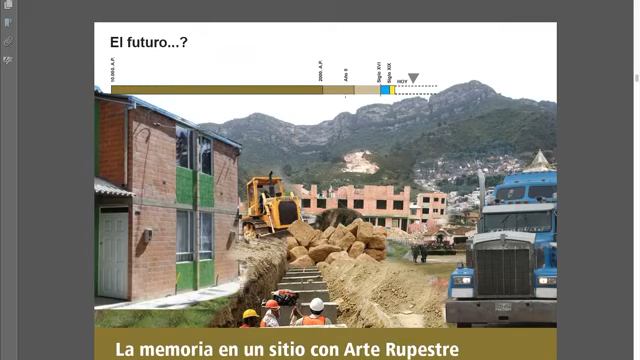 El futuro...?
10.000 A.P.
2000 A.P.
Año 0
Siglo XVI
Siglo XIX
HOY
La memoria en un sitio con Arte Rupestre